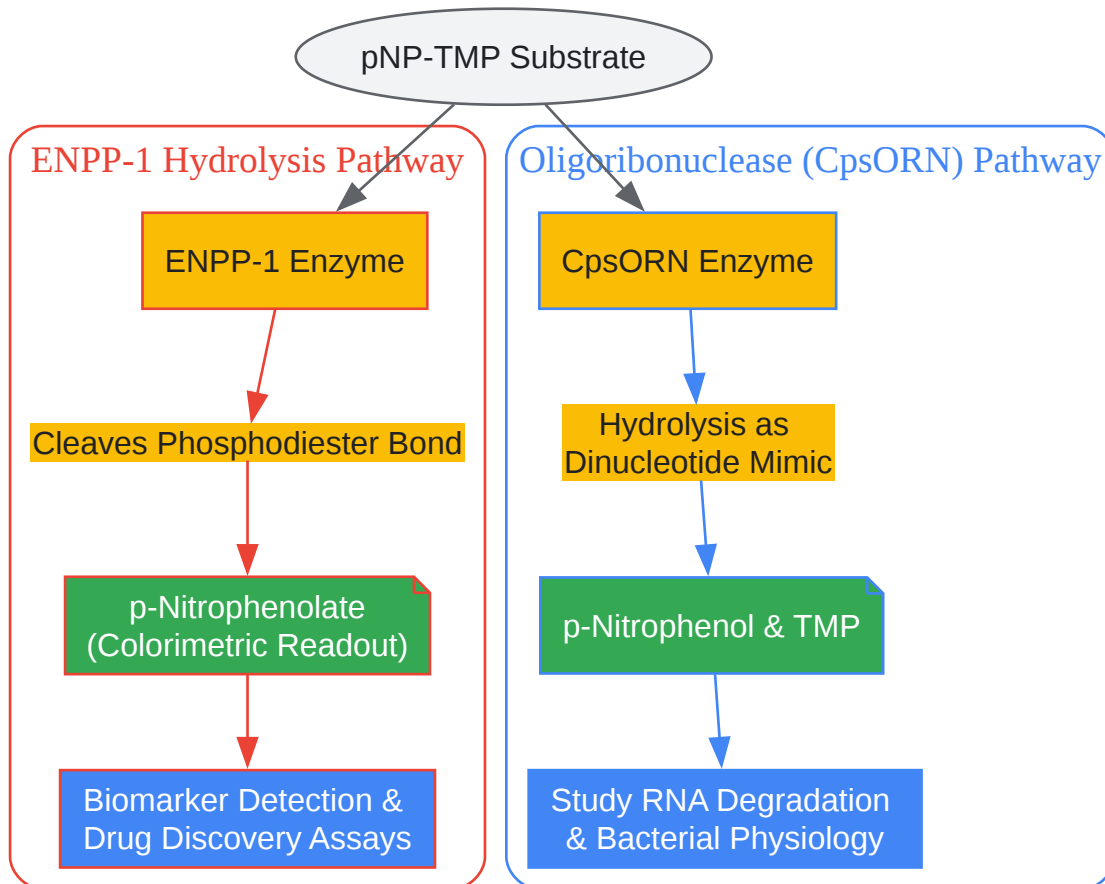 pNP-TMP Substrate
ENPP-1 Hydrolysis Pathway
ENPP-1 Enzyme
Cleaves Phosphodiester Bond
p-Nitrophenolate
(Colorimetric Readout)
Biomarker Detection &
Drug Discovery Assays
Oligoribonuclease (CpsORN) Pathway
CpsORN Enzyme
Hydrolysis as
Dinucleotide Mimic
p-Nitrophenol & TMP
Study RNA Degradation
& Bacterial Physiology